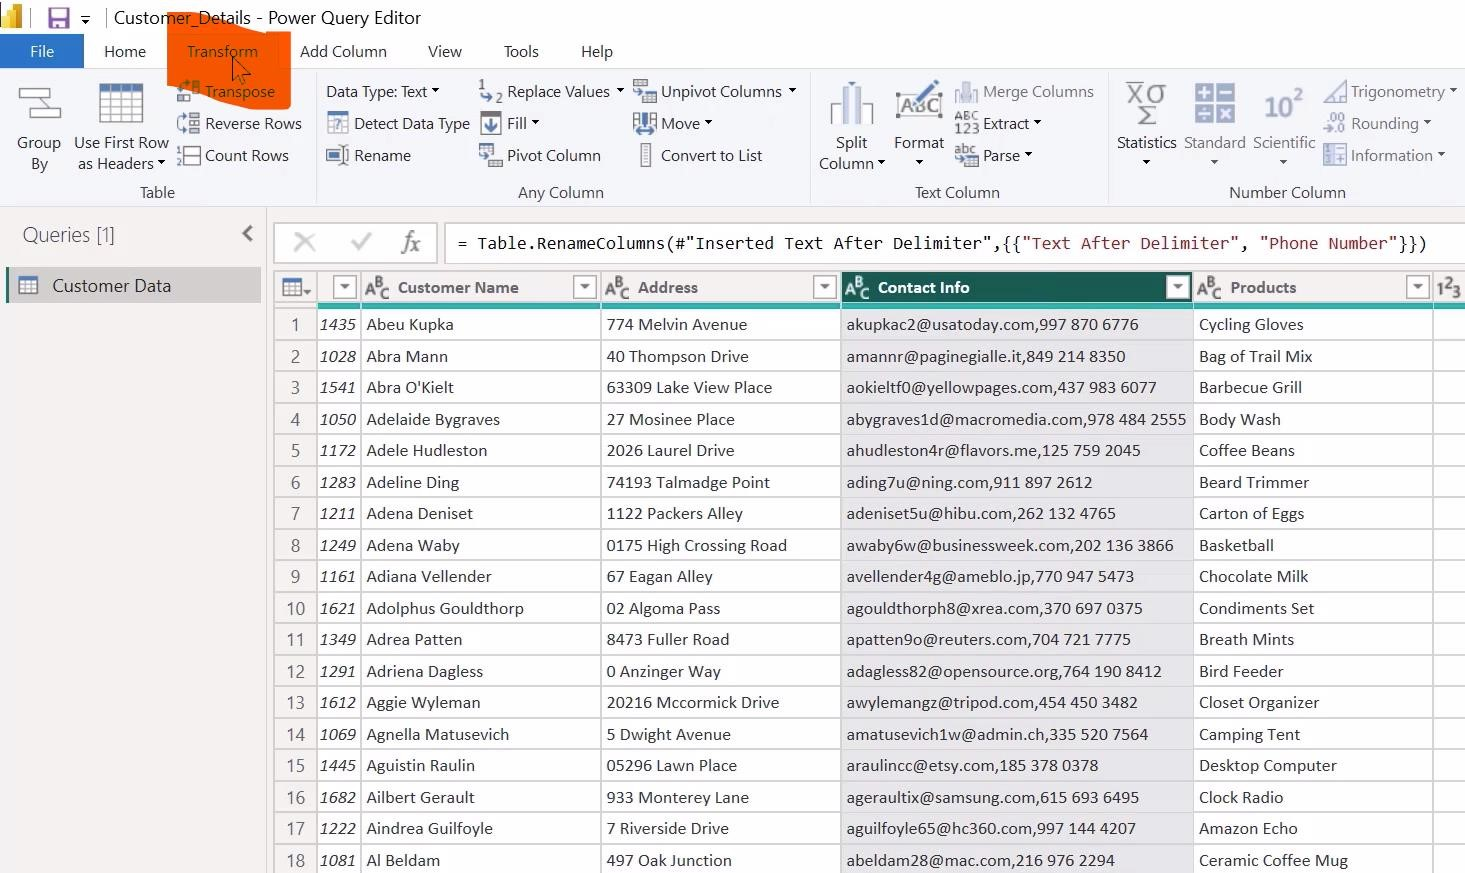 Customer_Details - Power Query Editor
File Home Transform Add Column View Tools Help
Group By
Use First Row as Headers
Transpose
Reverse Rows
Count Rows
Table
Data Type: Text
Detect Data Type
Rename
Replace Values
Fill
Pivot Column
Unpivot Columns
Move
Convert to List
Any Column
Split Column
Format
Merge Columns
Extract
Parse
Text Column
Statistics
Standard
Scientific
Trigonometry
Rounding
Information
Number Column
Queries [1]
Customer Data
fx = Table.RenameColumns(#"Inserted Text After Delimiter",{{"Text After Delimiter", "Phone Number"}})
ABC Customer Name ABC Address ABC Contact Info ABC Products 123
1 1435 Abeu Kupka 774 Melvin Avenue akupkac2@usatoday.com,997 870 6776 Cycling Gloves
2 1028 Abra Mann 40 Thompson Drive amannr@paginegialle.it,849 214 8350 Bag of Trail Mix
3 1541 Abra O'Kielt 63309 Lake View Place aokieltf0@yellowpages.com,437 983 6077 Barbecue Grill
4 1050 Adelaide Bygraves 27 Mosinee Place abygraves1d@macromedia.com,978 484 2555 Body Wash
5 1172 Adele Hudleston 2026 Laurel Drive ahudleston4r@flavors.me,125 759 2045 Coffee Beans
6 1283 Adeline Ding 74193 Talmadge Point ading7u@ning.com,911 897 2612 Beard Trimmer
7 1211 Adena Deniset 1122 Packers Alley adeniset5u@hibu.com,262 132 4765 Carton of Eggs
8 1249 Adena Waby 0175 High Crossing Road awaby6w@businessweek.com,202 136 3866 Basketball
9 1161 Adiana Vellender 67 Eagan Alley avellender4g@ameblo.jp,770 947 5473 Chocolate Milk
10 1621 Adolphus Gouldthorp 02 Algoma Pass agouldthorph8@xrea.com,370 697 0375 Condiments Set
11 1349 Adrea Patten 8473 Fuller Road apatten9o@reuters.com,704 721 7775 Breath Mints
12 1291 Adriena Dagless 0 Anzinger Way adagless82@opensource.org,764 190 8412 Bird Feeder
13 1612 Aggie Wyleman 20216 Mccormick Drive awylemangz@tripod.com,454 450 3482 Closet Organizer
14 1069 Agnella Matusevich 5 Dwight Avenue amatusevich1w@admin.ch,335 520 7564 Camping Tent
15 1445 Aguistin Raulin 05296 Lawn Place araulincc@etsy.com,185 378 0378 Desktop Computer
16 1682 Ailbert Gerault 933 Monterey Lane ageraultix@samsung.com,615 693 6495 Clock Radio
17 1222 Aindrea Guilfoyle 7 Riverside Drive aguilfoyle65@hc360.com,997 144 4207 Amazon Echo
18 1081 Al Beldam 497 Oak Junction abeldam28@mac.com,216 976 2294 Ceramic Coffee Mug